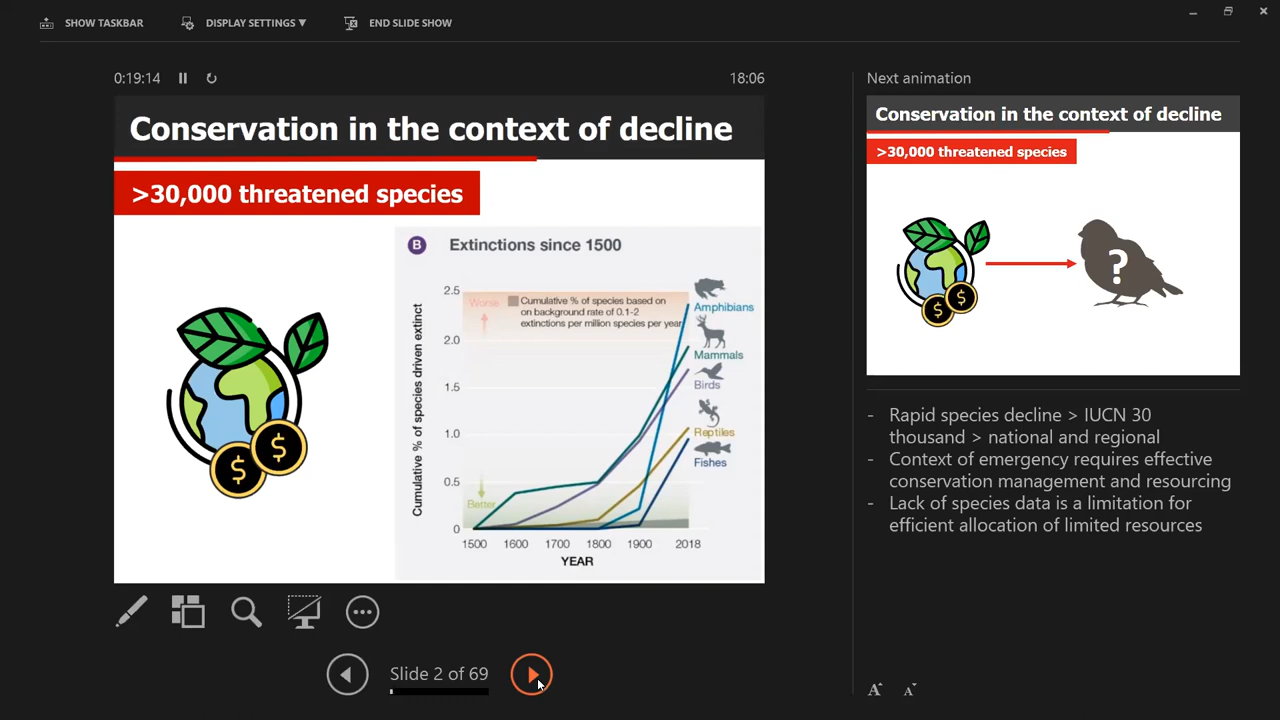 SHOW TASKBAR
DISPLAY SETTINGS ▼
END SLIDE SHOW
0:19:14
18:06
Conservation in the context of decline
>30,000 threatened species
B
Extinctions since 1500
Cumulative % of species driven extinct
2.5
2.0
1.5
1.0
0.5
0
Worse
Better
Cumulative % of species based on
on background rate of 0.1-2
extinctions per million species per year
Amphibians
Mammals
Birds
Reptiles
Fishes
1500 1600 1700 1800 1900 2018
YEAR
$ $
Slide 2 of 69
Next animation
Conservation in the context of decline
>30,000 threatened species
$ $
?
- Rapid species decline > IUCN 30
thousand > national and regional
- Context of emergency requires effective
conservation management and resourcing
- Lack of species data is a limitation for
efficient allocation of limited resources
A A